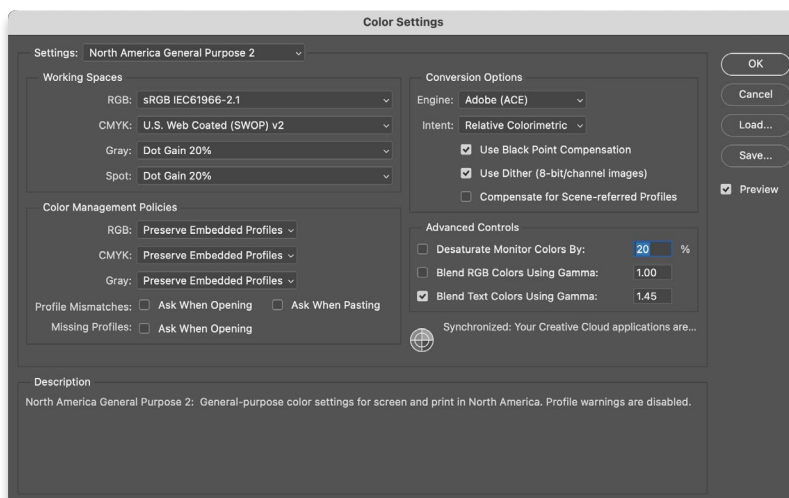 Color Settings
Settings: North America General Purpose 2
OK
Cancel
Load...
Save...
Preview
Working Spaces
RGB: sRGB IEC61966-2.1
CMYK: U.S. Web Coated (SWOP) v2
Gray: Dot Gain 20%
Spot: Dot Gain 20%
Conversion Options
Engine: Adobe (ACE)
Intent: Relative Colorimetric
Use Black Point Compensation
Use Dither (8-bit/channel images)
Compensate for Scene-referred Profiles
Color Management Policies
RGB: Preserve Embedded Profiles
CMYK: Preserve Embedded Profiles
Gray: Preserve Embedded Profiles
Profile Mismatches: Ask When Opening Ask When Pasting
Missing Profiles: Ask When Opening
Advanced Controls
Desaturate Monitor Colors By: 20 %
Blend RGB Colors Using Gamma: 1.00
Blend Text Colors Using Gamma: 1.45
Synchronized: Your Creative Cloud applications are...
Description
North America General Purpose 2: General-purpose color settings for screen and print in North America. Profile warnings are disabled.